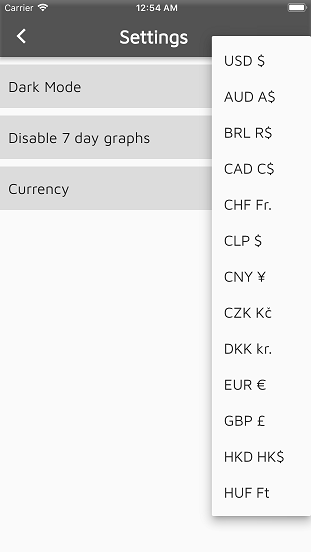 Carrier 12:54 AM
Settings
Dark Mode
Disable 7 day graphs
Currency
USD $
AUD A$
BRL R$
CAD C$
CHF Fr.
CLP $
CNY ¥
CZK Kč
DKK kr.
EUR €
GBP £
HKD HK$
HUF Ft